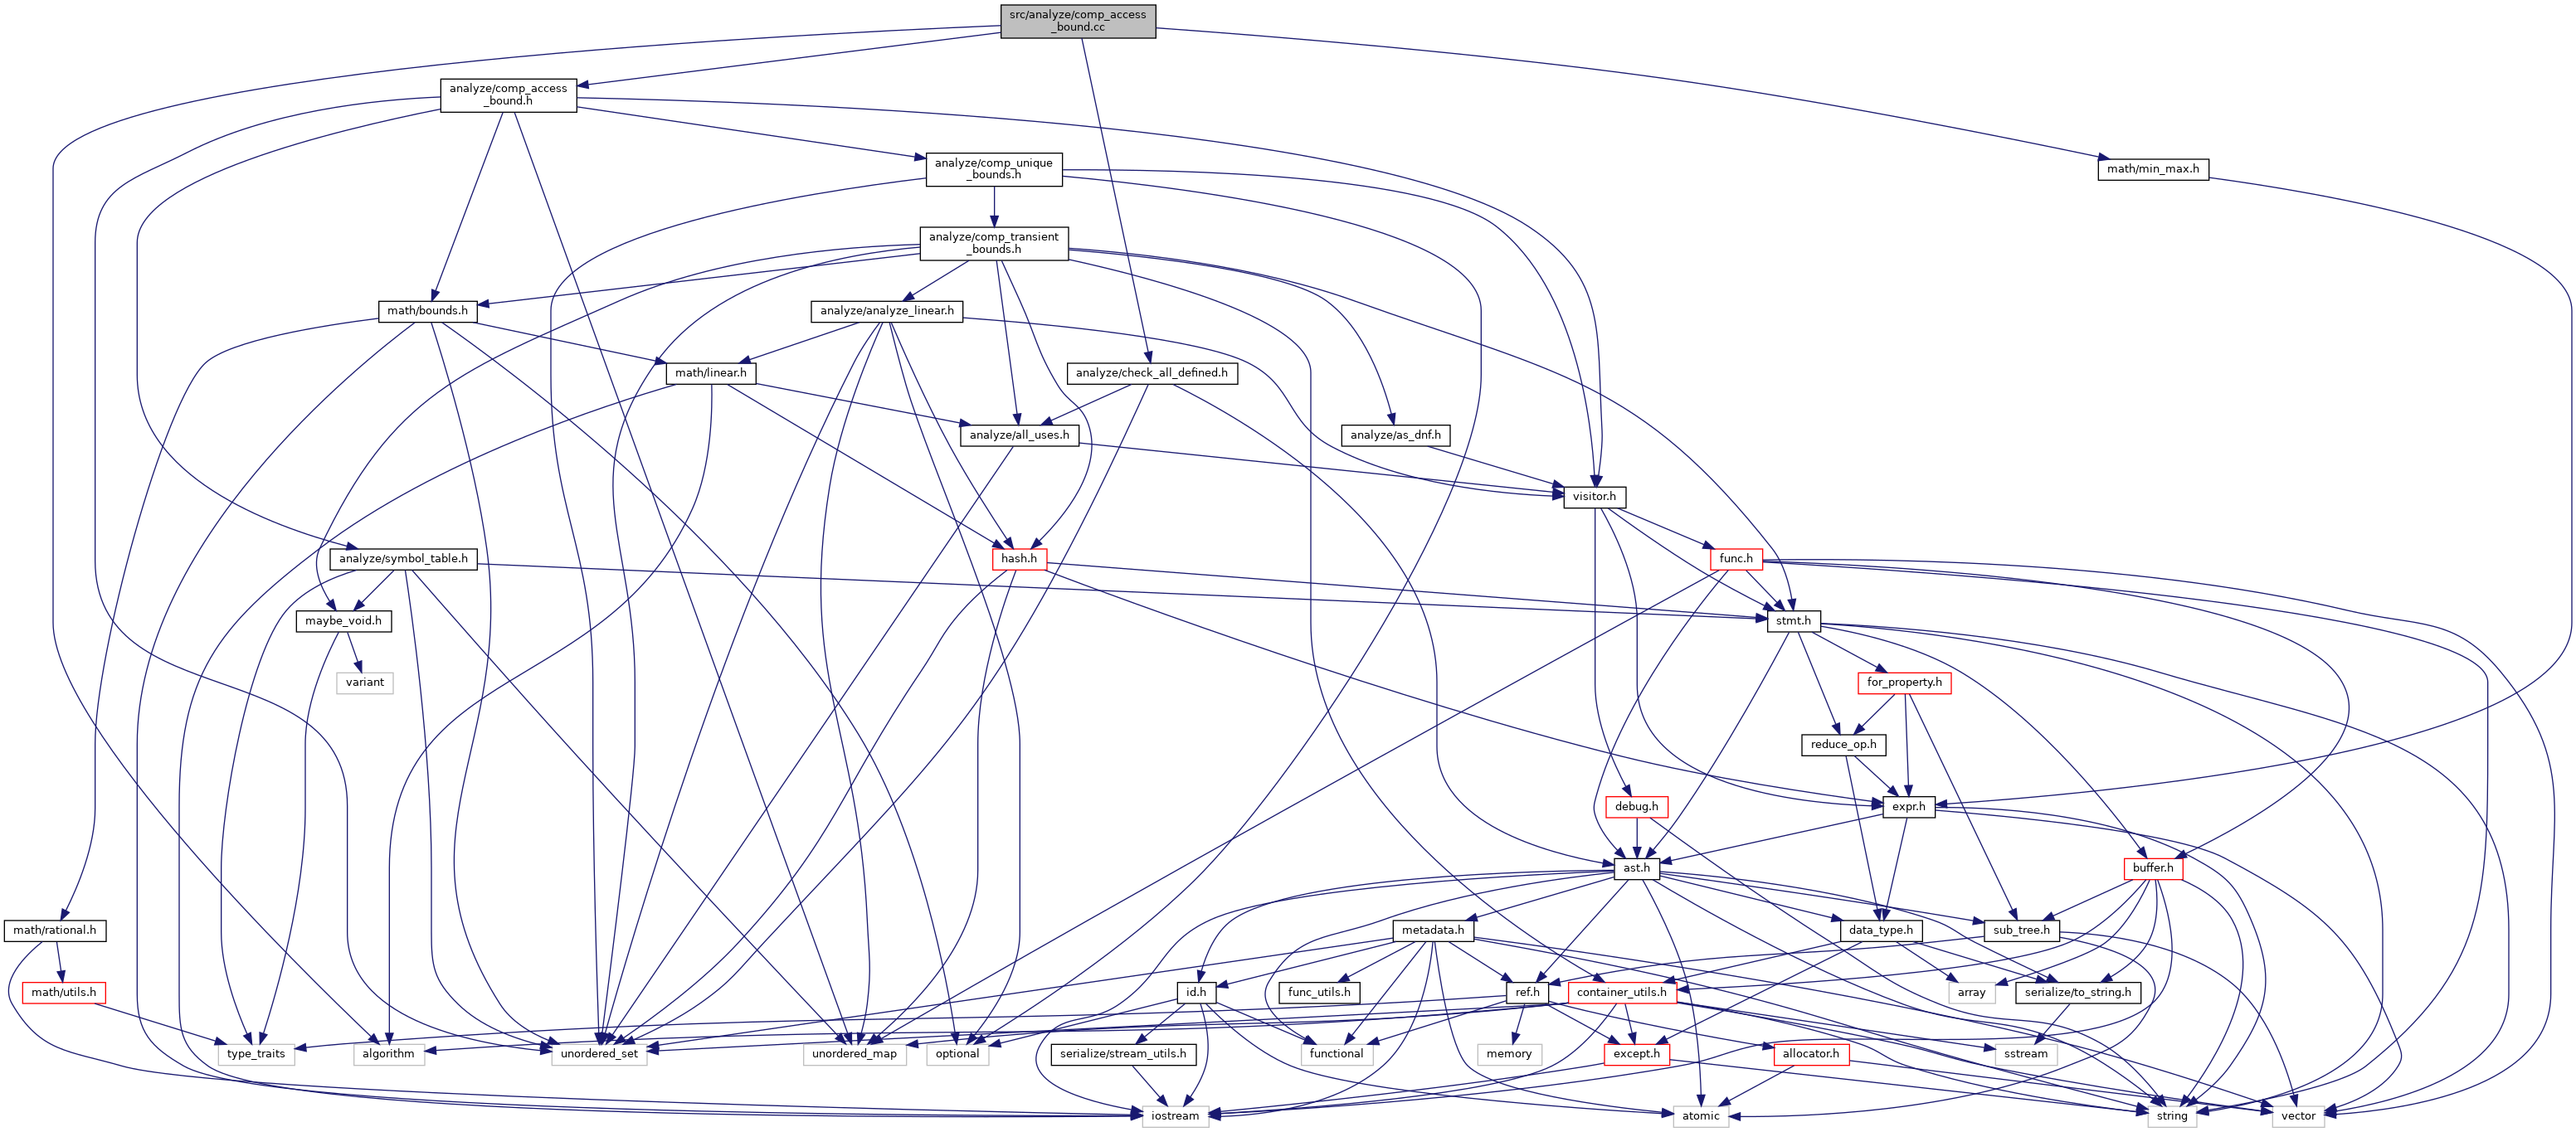 src/analyze/comp_access
_bound.cc
analyze/comp_access
_bound.h
analyze/comp_unique
_bounds.h
math/min_max.h
analyze/comp_transient
_bounds.h
math/bounds.h
analyze/analyze_linear.h
math/linear.h
analyze/check_all_defined.h
analyze/all_uses.h
analyze/as_dnf.h
visitor.h
analyze/symbol_table.h
hash.h
func.h
maybe_void.h
stmt.h
variant
for_property.h
reduce_op.h
debug.h
expr.h
ast.h
buffer.h
math/rational.h
metadata.h
data_type.h
sub_tree.h
math/utils.h
id.h
func_utils.h
ref.h
container_utils.h
array
serialize/to_string.h
type_traits
algorithm
unordered_set
unordered_map
optional
serialize/stream_utils.h
functional
memory
except.h
allocator.h
sstream
iostream
atomic
string
vector